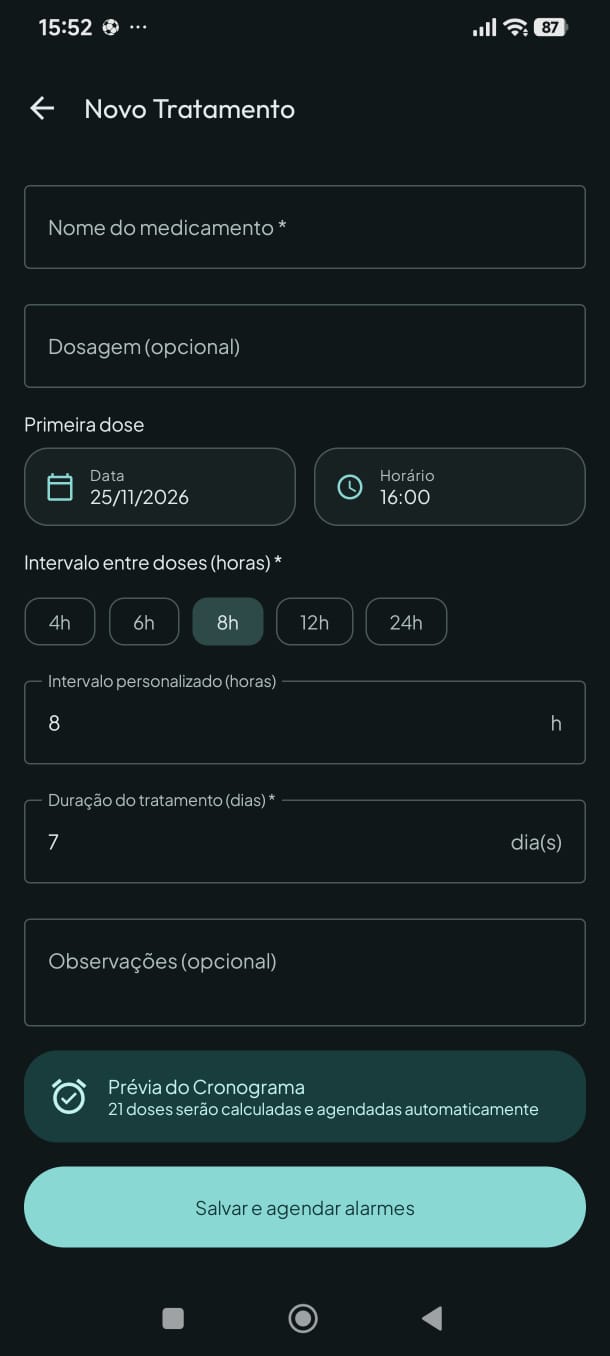 15:52
87
Novo Tratamento
Nome do medicamento *
Dosagem (opcional)
Primeira dose
Data
25/11/2026
Horário
16:00
Intervalo entre doses (horas) *
4h 6h 8h 12h 24h
Intervalo personalizado (horas)
8 h
Duração do tratamento (dias) *
7 dia(s)
Observações (opcional)
Prévia do Cronograma
21 doses serão calculadas e agendadas automaticamente
Salvar e agendar alarmes